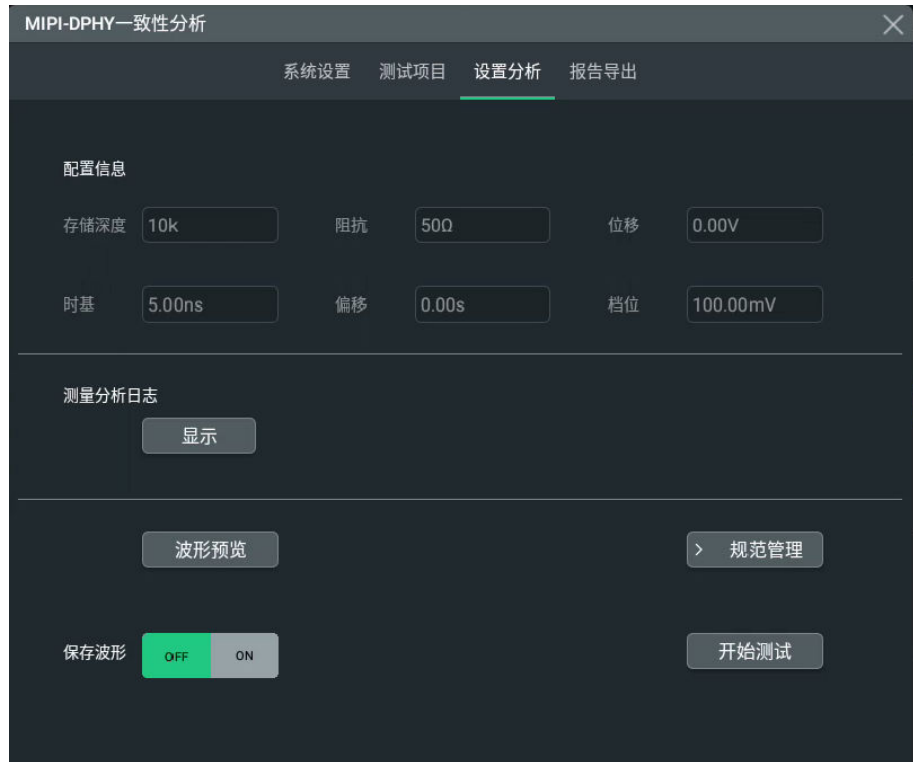 MIPI-DPHY一致性分析
系统设置 测试项目 设置分析 报告导出
配置信息
存储深度 10k 阻抗 50Ω 位移 0.00V
时基 5.00ns 偏移 0.00s 档位 100.00mV
测量分析日志
显示
波形预览 > 规范管理
保存波形 OFF ON 开始测试